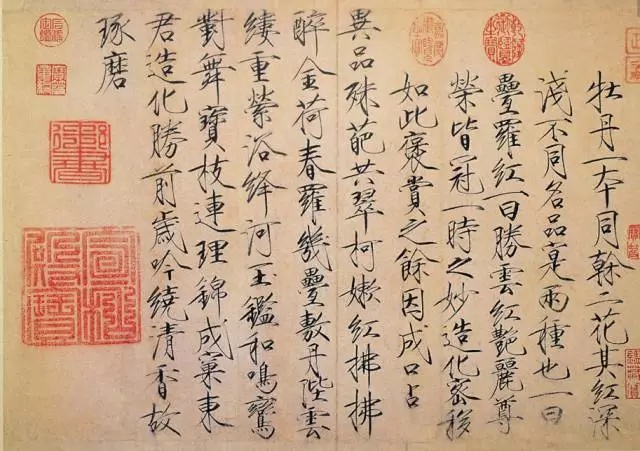 牡丹一本同榦二花其紅深
淺不同名品寔兩種也一曰
疊羅紅一曰勝雲紅艷麗尊
榮皆冠一時之妙造化密移
如此褒賞之餘因成口占
異品殊葩共翠柯嫩紅拂拂
醉金荷春羅幾疊敷丹陛雲
縷重縈浴絳河玉鑑和鳴鸞
對舞寶枝連理錦成窠東
君造化勝前歲吟繞清香故
琢磨